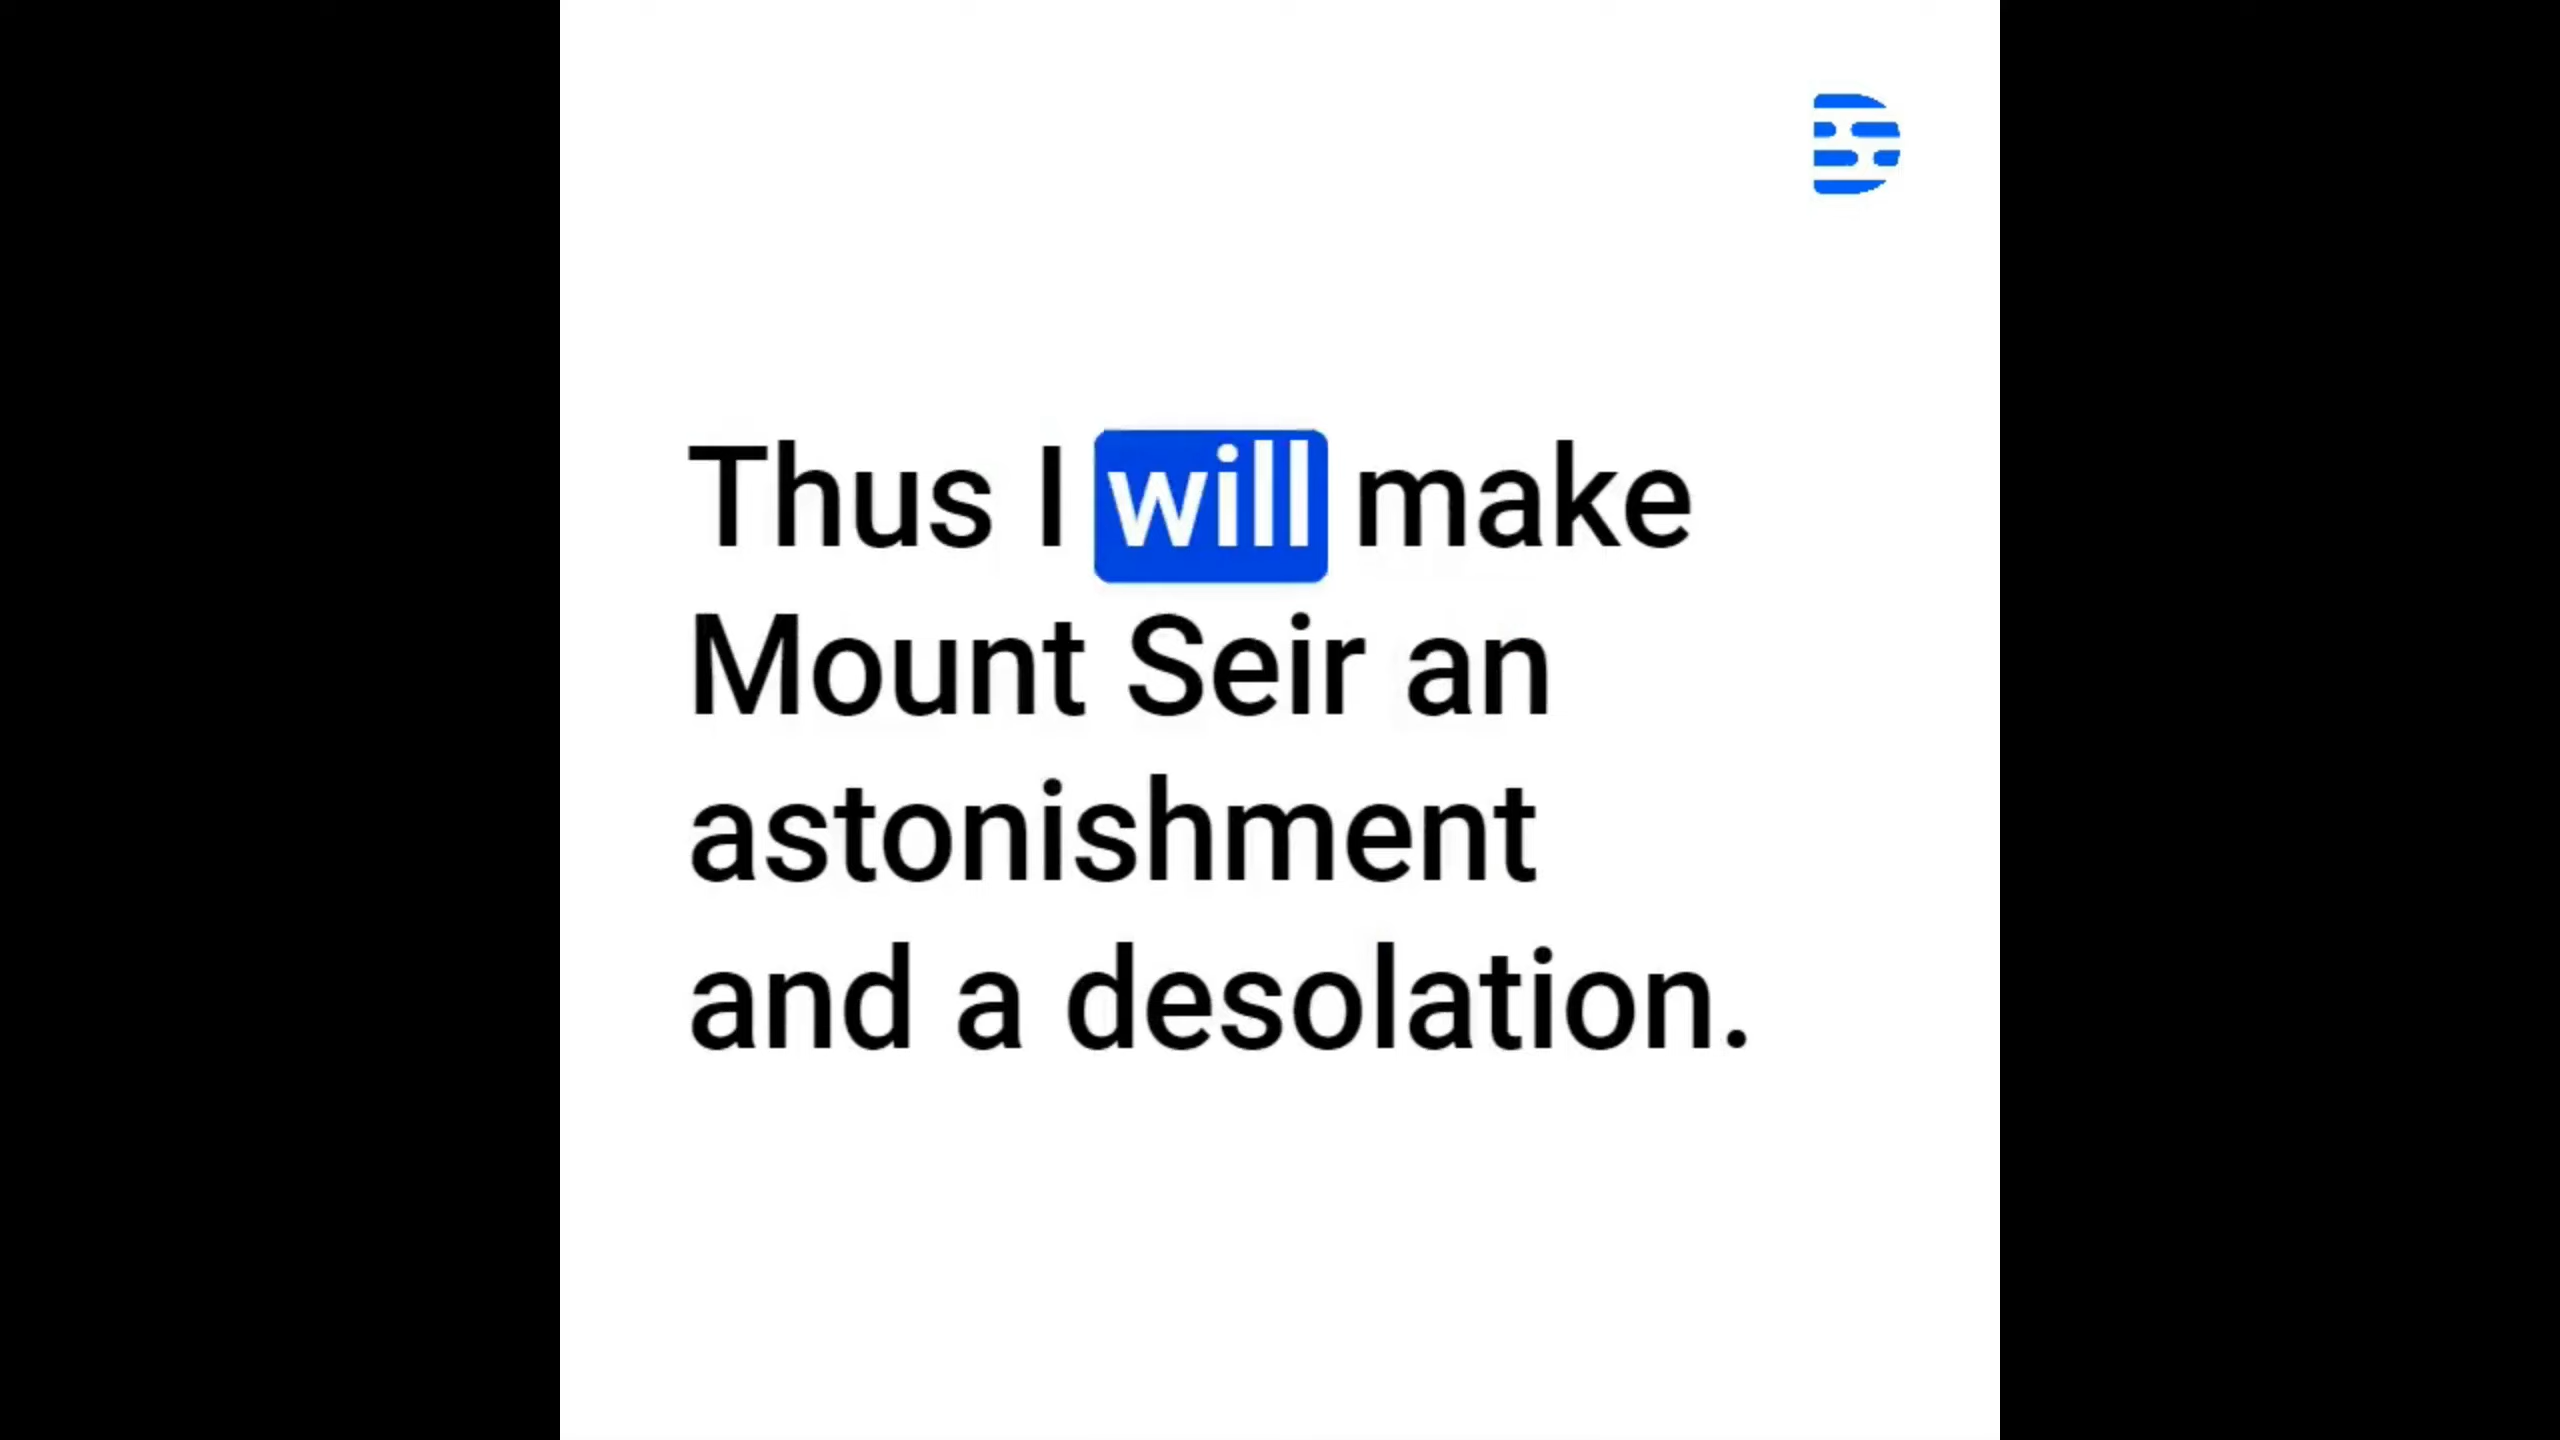 Thus I will make
Mount Seir an
astonishment
and a desolation.